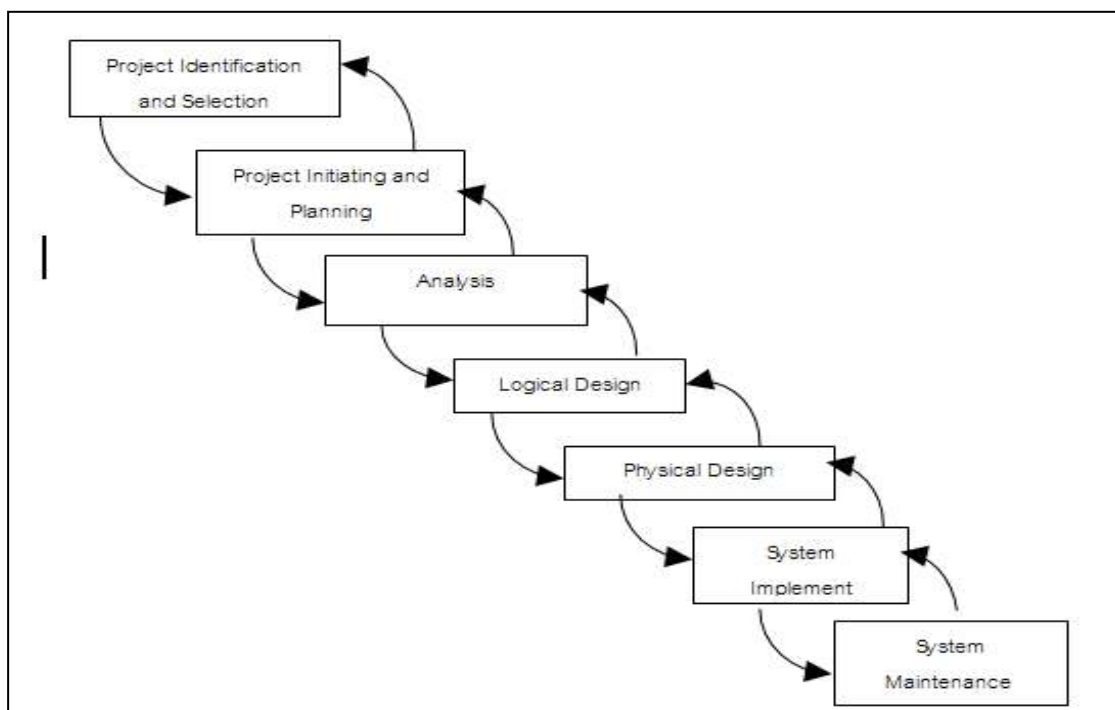 Project Identification
and Selection
Project Initiating and
Planning
Analysis
Logical Design
Physical Design
System
Implement
System
Maintenance